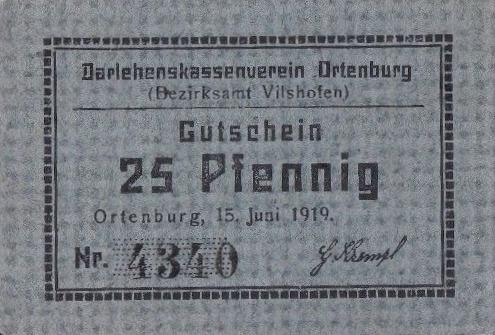 Darlehenskassenverein Ortenburg
(Bezirksamt Vilshofen)
Gutschein
25 Pfennig
Ortenburg, 15. Juni 1919.
Nr. 4340